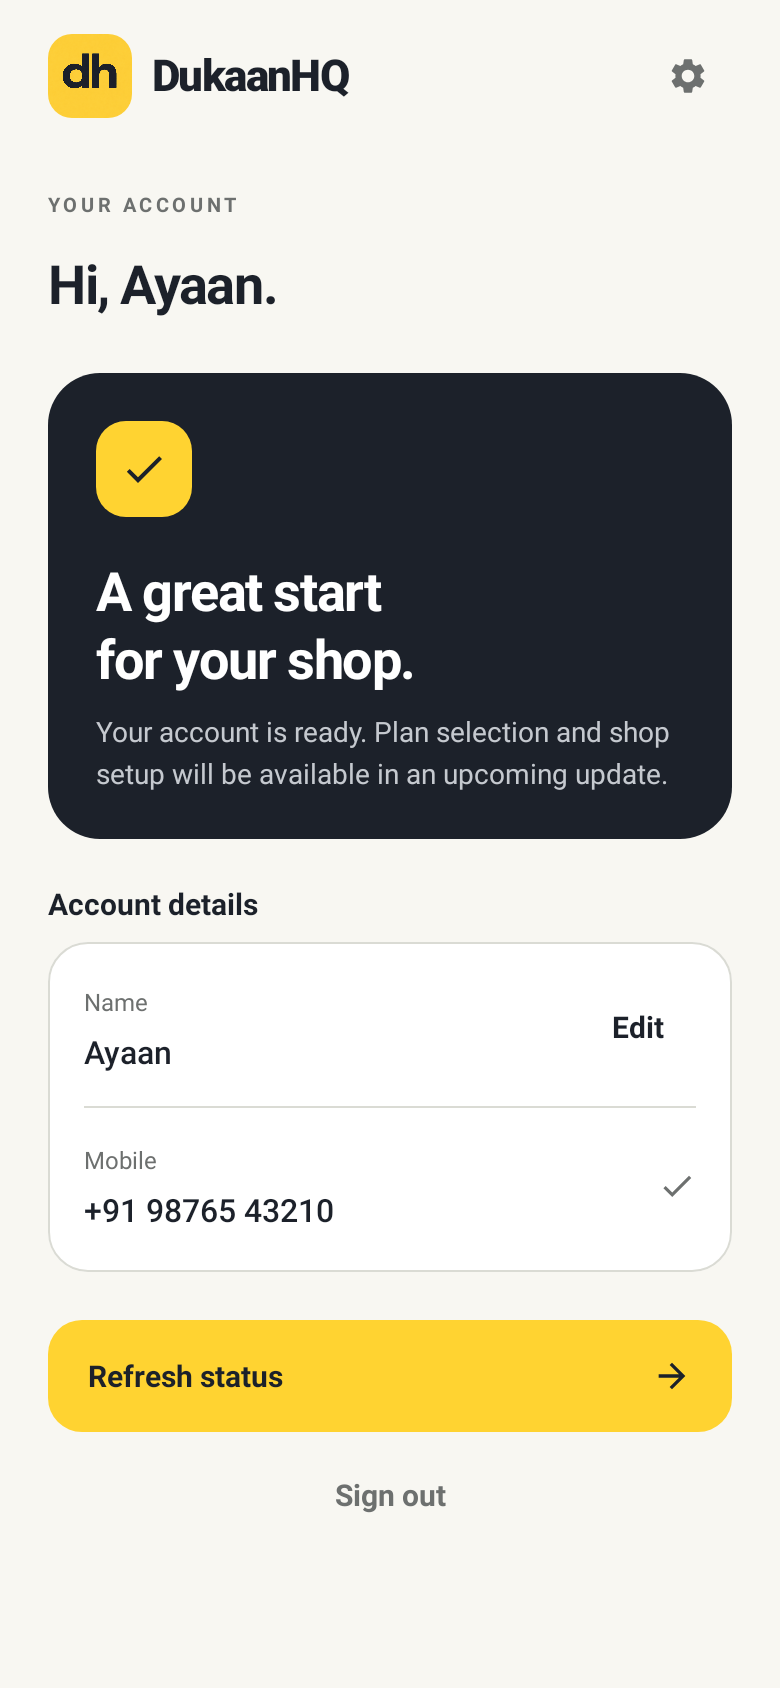 dh DukaanHQ
YOUR ACCOUNT
Hi, Ayaan.
A great start
for your shop.
Your account is ready. Plan selection and shop
setup will be available in an upcoming update.
Account details
Name
Edit
Ayaan
Mobile
+91 98765 43210
Refresh status
Sign out